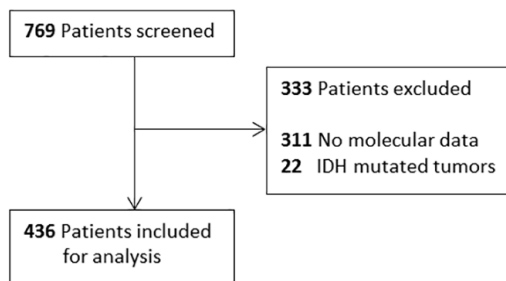 769 Patients screened
333 Patients excluded
311 No molecular data
22 IDH mutated tumors
436 Patients included
for analysis